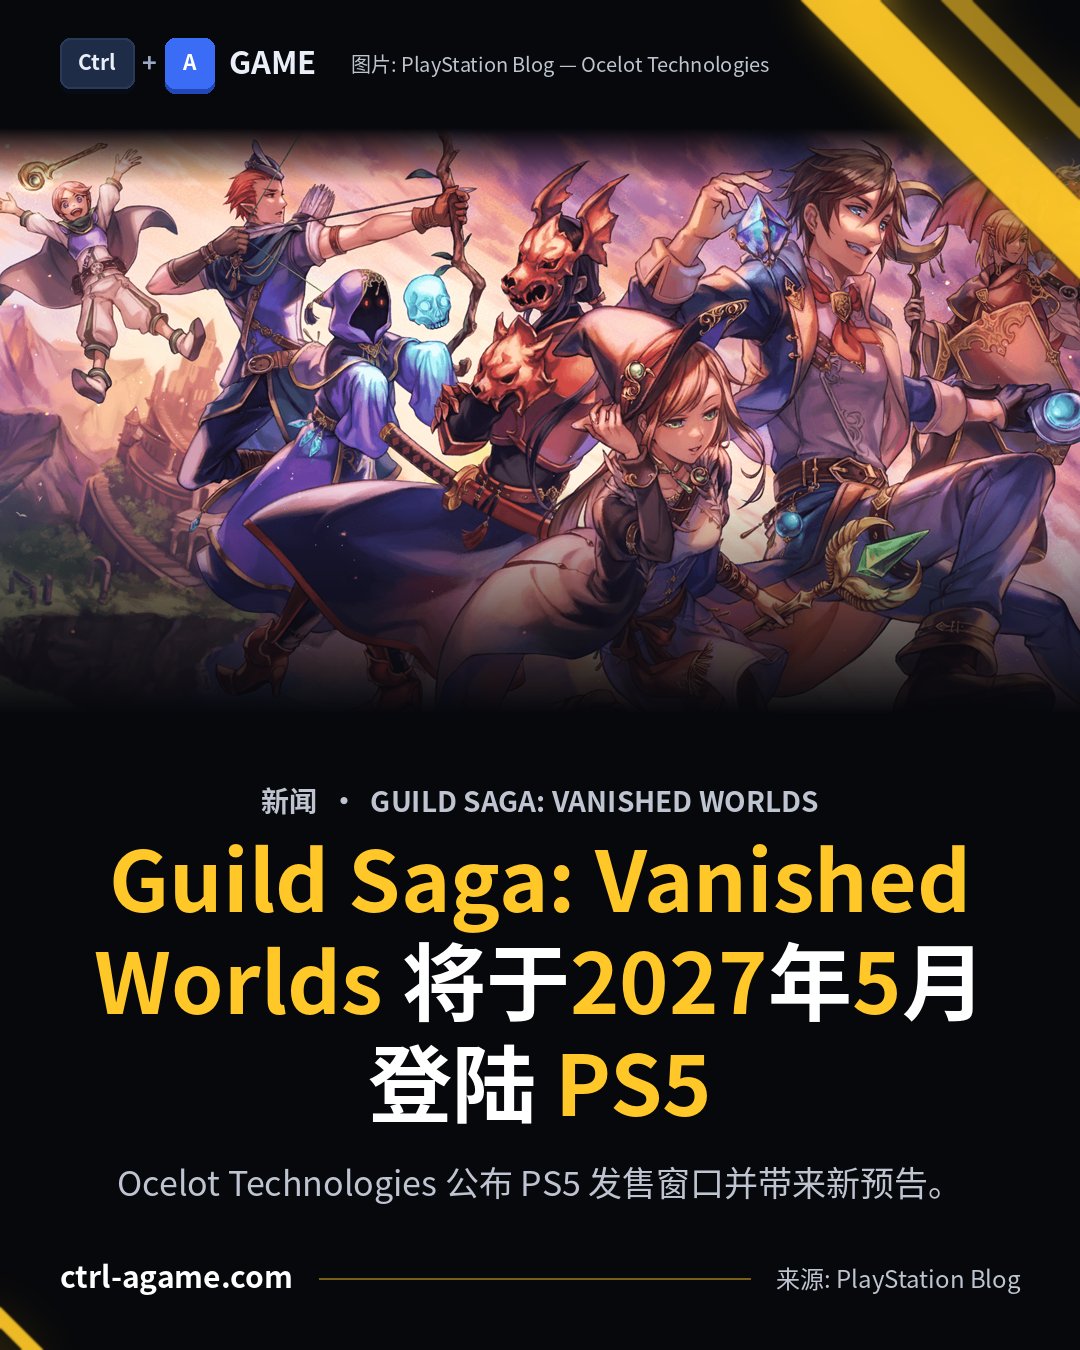 Ctrl + A GAME 图片: PlayStation Blog — Ocelot Technologies
新闻 • GUILD SAGA: VANISHED WORLDS
Guild Saga: Vanished
Worlds 将于2027年5月
登陆 PS5
Ocelot Technologies 公布 PS5 发售窗口并带来新预告。
ctrl-agame.com 来源: PlayStation Blog